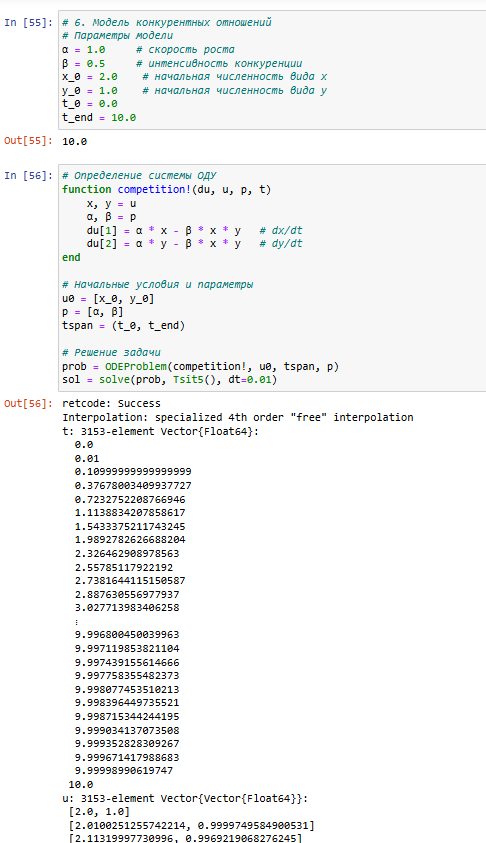 In [55]: # 6. Модель конкурентных отношений
# Параметры модели
α = 1.0     # скорость роста
β = 0.5     # интенсивность конкуренции
x_0 = 2.0    # начальная численность вида x
y_0 = 1.0    # начальная численность вида y
t_0 = 0.0
t_end = 10.0
Out[55]: 10.0
In [56]: # Определение системы ОДУ
function competition!(du, u, p, t)
    x, y = u
    α, β = p
    du[1] = α * x - β * x * y   # dx/dt
    du[2] = α * y - β * x * y   # dy/dt
end
# Начальные условия и параметры
u0 = [x_0, y_0]
p = [α, β]
tspan = (t_0, t_end)
# Решение задачи
prob = ODEProblem(competition!, u0, tspan, p)
sol = solve(prob, Tsit5(), dt=0.01)
Out[56]: retcode: Success
Interpolation: specialized 4th order "free" interpolation
t: 3153-element Vector{Float64}:
  0.0
  0.01
  0.10999999999999999
  0.37678003409937727
  0.7232752208766946
  1.1138834207858617
  1.5433375211743245
  1.9892782626688204
  2.326462908978563
  2.55785117922192
  2.7381644115150587
  2.887630556977937
  3.027713983406258
  ⋮
  9.996800450039963
  9.997119853821104
  9.997439155614666
  9.997758355482373
  9.998077453510213
  9.998396449735521
  9.998715344244195
  9.999034137073508
  9.999352828309267
  9.999671417988683
  9.99998990619747
 10.0
u: 3153-element Vector{Vector{Float64}}:
 [2.0, 1.0]
 [2.0100251255742214, 0.9999749584900531]
 [2.11319997730996, 0.9969219068276245]